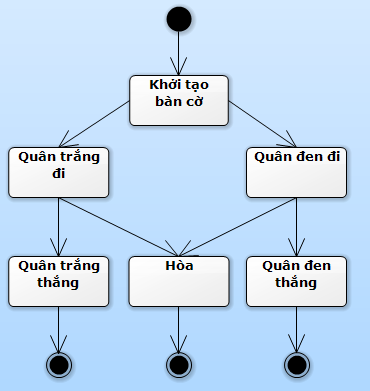 Khởi tạo
bàn cờ
Quân trắng
đi
Quân đen đi
Quân trắng
thắng
Hòa
Quân đen
thắng